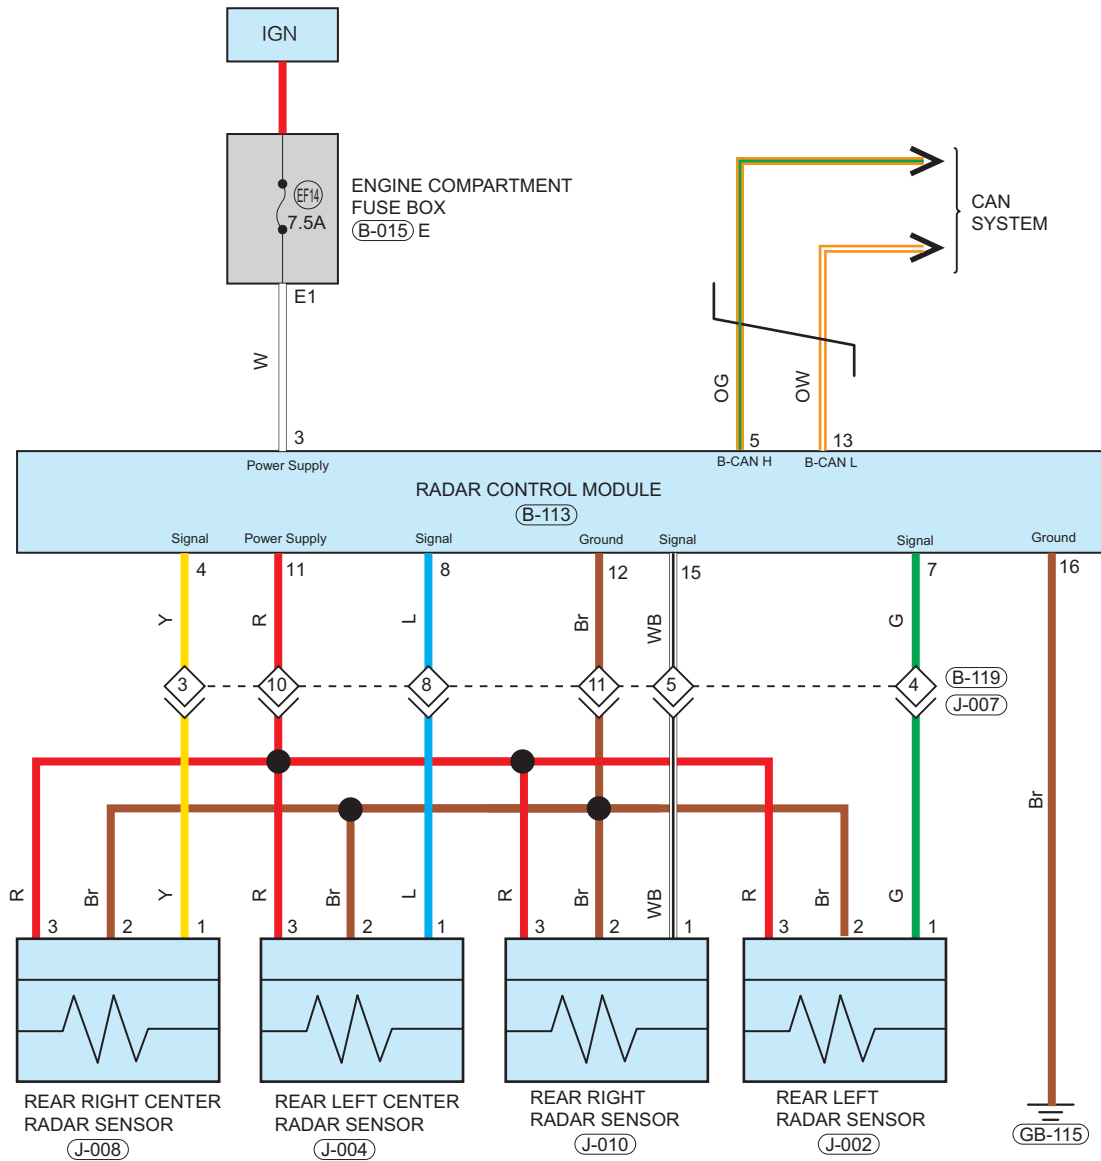 IGN
EF14
7.5A
ENGINE COMPARTMENT
FUSE BOX
B-015 E
E1
CAN
SYSTEM
W
OG
OW
3
5
13
Power Supply
B-CAN H
B-CAN L
RADAR CONTROL MODULE
B-113
Signal
Power Supply
Signal
Ground
Signal
Signal
Ground
4
11
8
12
15
7
16
Y
R
L
Br
WB
G
3
10
8
11
5
4
B-119
J-007
Br
R
Br
Y
R
Br
L
R
Br
WB
R
Br
G
3
2
1
3
2
1
3
2
1
3
2
1
REAR RIGHT CENTER
RADAR SENSOR
J-008
REAR LEFT CENTER
RADAR SENSOR
J-004
REAR RIGHT
RADAR SENSOR
J-010
REAR LEFT
RADAR SENSOR
J-002
GB-115